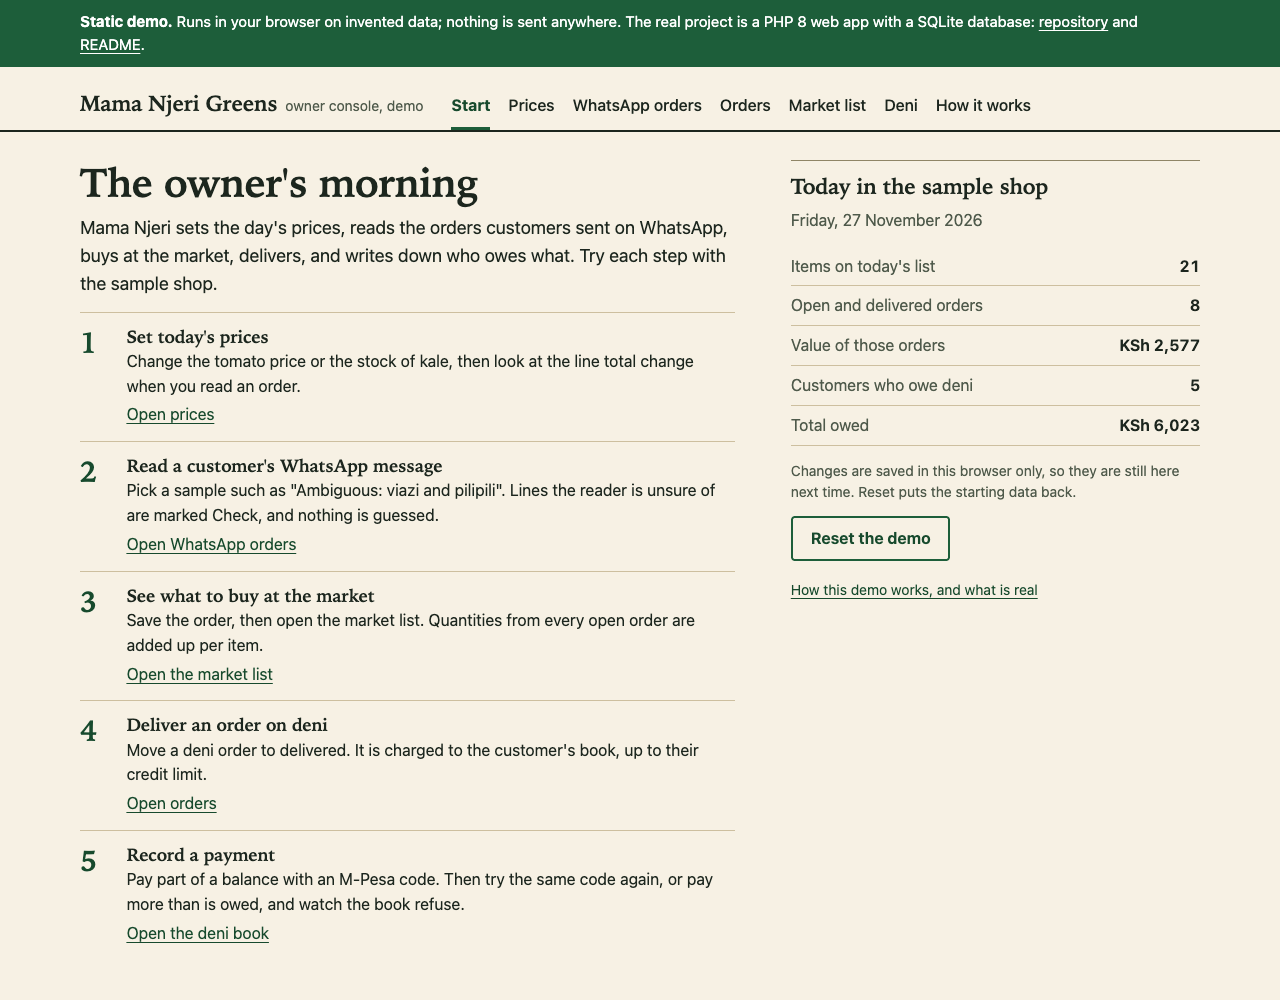 Static demo. Runs in your browser on invented data; nothing is sent anywhere. The real project is a PHP 8 web app with a SQLite database: repository and
README.
Mama Njeri Greens owner console, demo Start Prices WhatsApp orders Orders Market list Deni How it works
The owner's morning
Mama Njeri sets the day's prices, reads the orders customers sent on WhatsApp,
buys at the market, delivers, and writes down who owes what. Try each step with
the sample shop.
1 Set today's prices
Change the tomato price or the stock of kale, then look at the line total change
when you read an order.
Open prices
2 Read a customer's WhatsApp message
Pick a sample such as "Ambiguous: viazi and pilipili". Lines the reader is unsure of
are marked Check, and nothing is guessed.
Open WhatsApp orders
3 See what to buy at the market
Save the order, then open the market list. Quantities from every open order are
added up per item.
Open the market list
4 Deliver an order on deni
Move a deni order to delivered. It is charged to the customer's book, up to their
credit limit.
Open orders
5 Record a payment
Pay part of a balance with an M-Pesa code. Then try the same code again, or pay
more than is owed, and watch the book refuse.
Open the deni book
Today in the sample shop
Friday, 27 November 2026
Items on today's list 21
Open and delivered orders 8
Value of those orders KSh 2,577
Customers who owe deni 5
Total owed KSh 6,023
Changes are saved in this browser only, so they are still here
next time. Reset puts the starting data back.
Reset the demo
How this demo works, and what is real